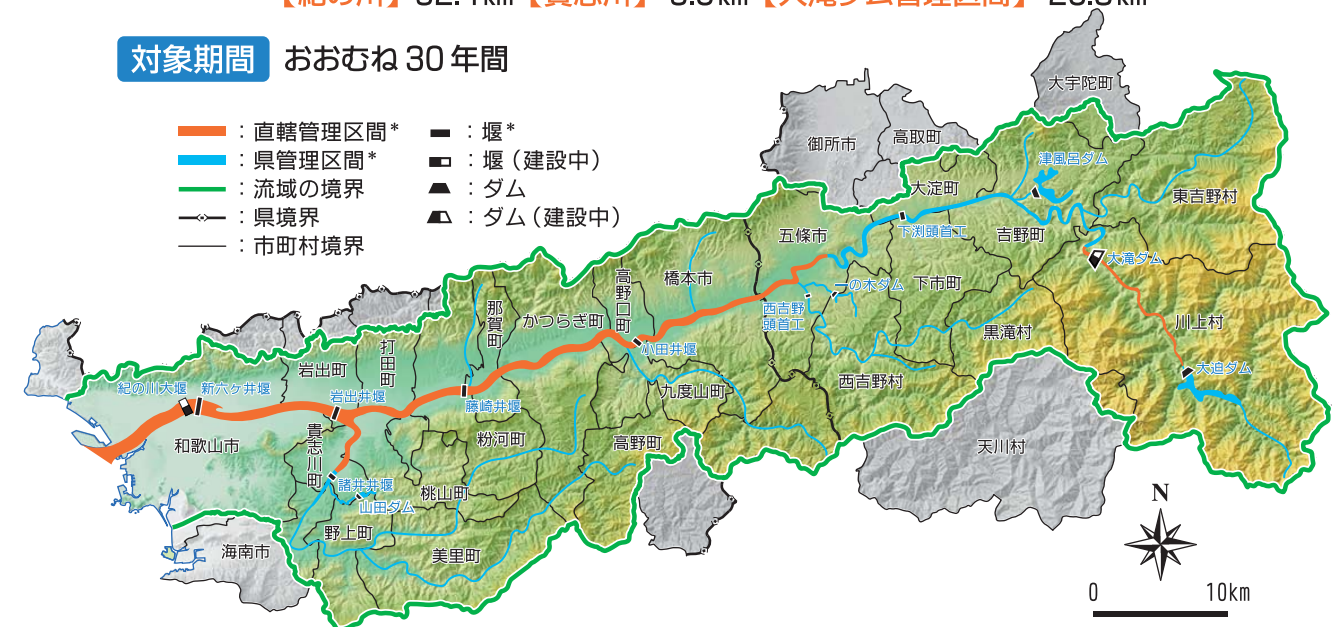 対象期間 おおむね30年間
：直轄管理区間* ：堰*
：県管理区間* ：堰（建設中）
：流域の境界 ：ダム
：県境界 ：ダム（建設中）
：市町村境界
大宇陀町
御所市
高取町
津風呂ダム
大淀町
東吉野村
下渕頭首工
吉野町
五條市
大滝ダム
橋本市
高野口町
一の木ダム
下市町
西吉野
頭首工
那賀町
かつらぎ町
黒滝村
川上村
打田町
小田井堰
岩出町
大迫ダム
西吉野村
紀の川大堰
新六ヶ井堰
岩出井堰
藤崎井堰
九度山町
和歌山市
貴志川町
粉河町
高野町
天川村
諸井井堰
桃山町
山田ダム
野上町
海南市
美里町
N
0 10km